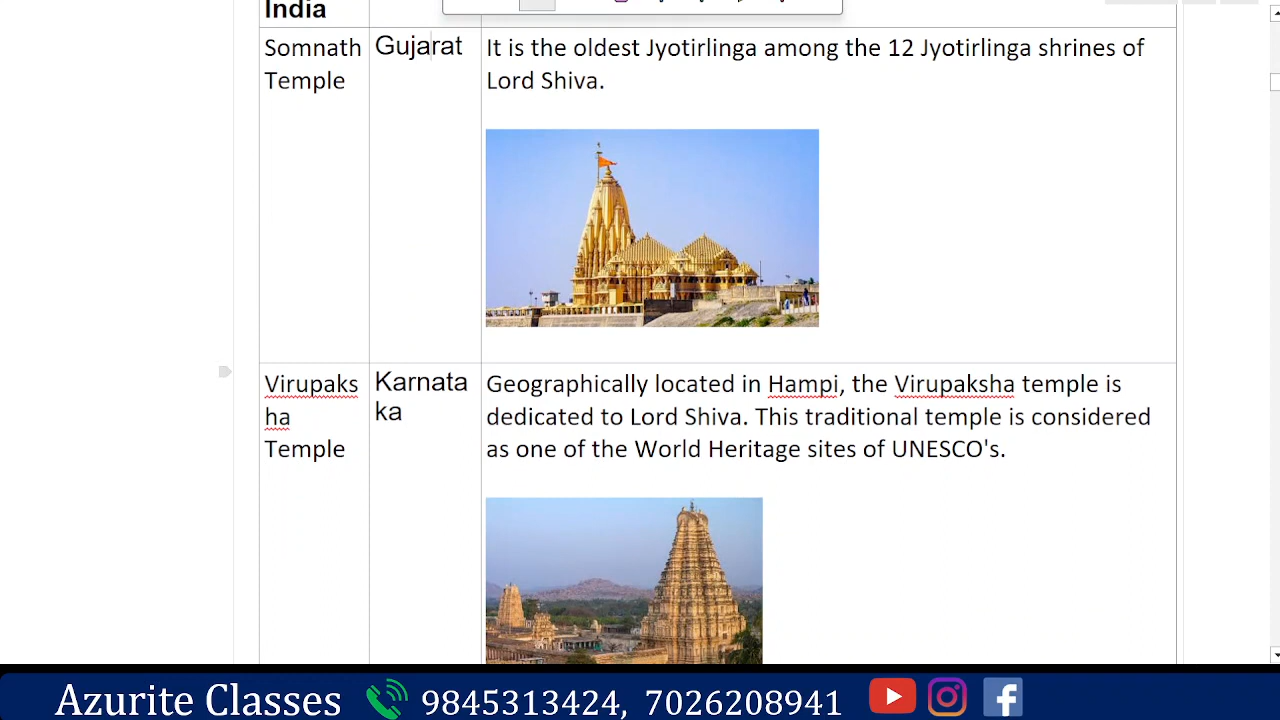 India
Somnath Gujarat It is the oldest Jyotirlinga among the 12 Jyotirlinga shrines of
Temple Lord Shiva.
Virupaks Karnata Geographically located in Hampi, the Virupaksha temple is
ha ka dedicated to Lord Shiva. This traditional temple is considered
Temple as one of the World Heritage sites of UNESCO's.
Azurite Classes 9845313424, 7026208941